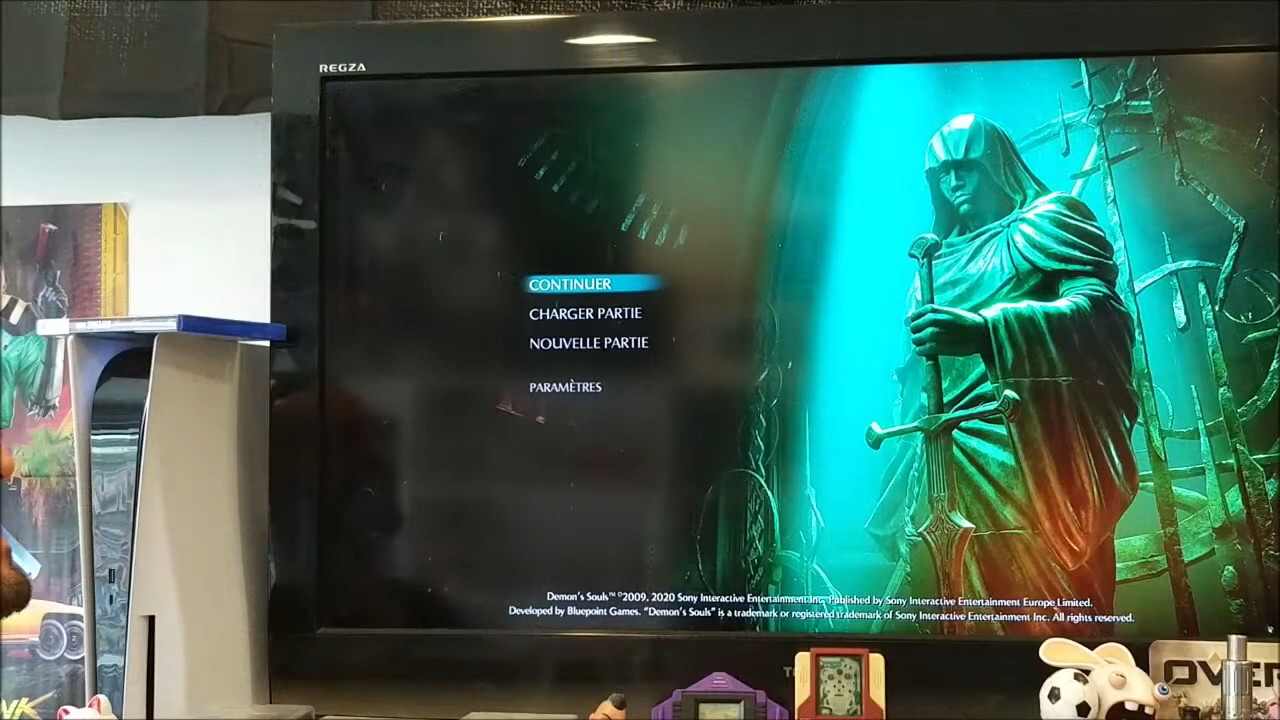 REGZA
CONTINUER
CHARGER PARTIE
NOUVELLE PARTIE
PARAMÈTRES
Demon's Souls™ ©2009, 2020 Sony Interactive Entertainment Inc. Published by Sony Interactive Entertainment Europe Limited.
Developed by Bluepoint Games. "Demon's Souls" is a trademark or registered trademark of Sony Interactive Entertainment Inc. All rights reserved.